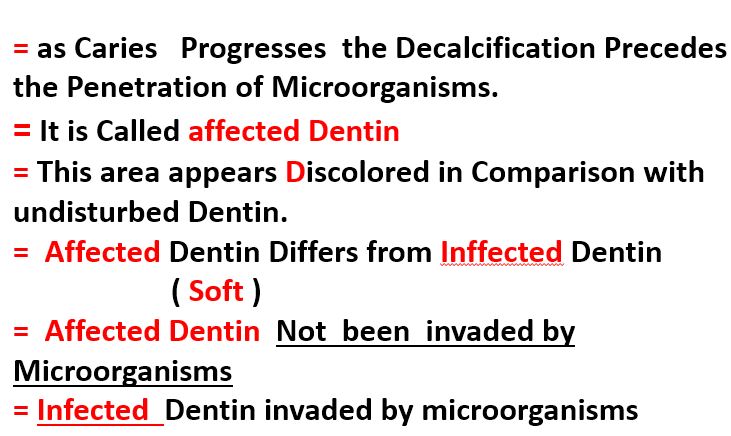 = as Caries Progresses the Decalcification Precedes
the Penetration of Microorganisms.
= It is Called affected Dentin
= This area appears Discolored in Comparison with
undisturbed Dentin.
= Affected Dentin Differs from Inffected Dentin
( Soft )
= Affected Dentin Not been invaded by
Microorganisms
= Infected Dentin invaded by microorganisms